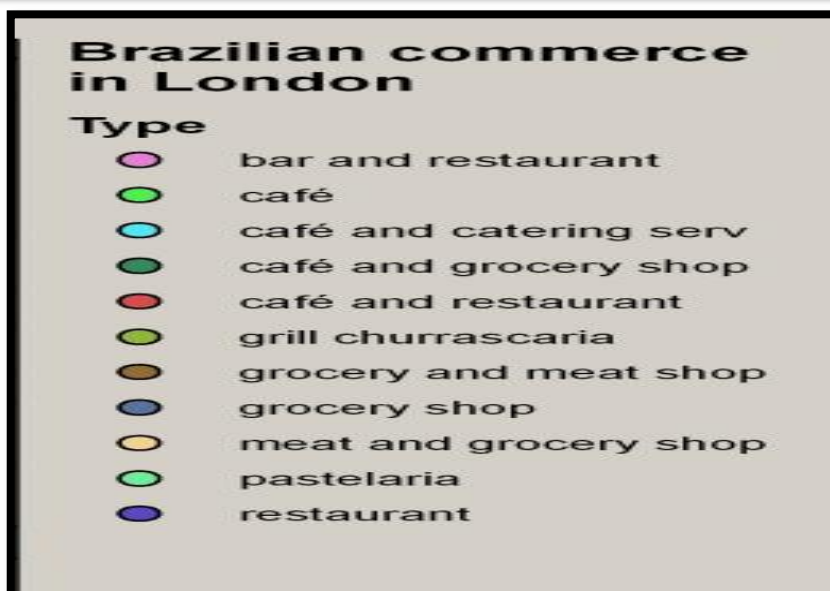 Brazilian commerce
in London
Type
bar and restaurant
café
café and catering serv
café and grocery shop
café and restaurant
grill churrascaria
grocery and meat shop
grocery shop
meat and grocery shop
pastelaria
restaurant